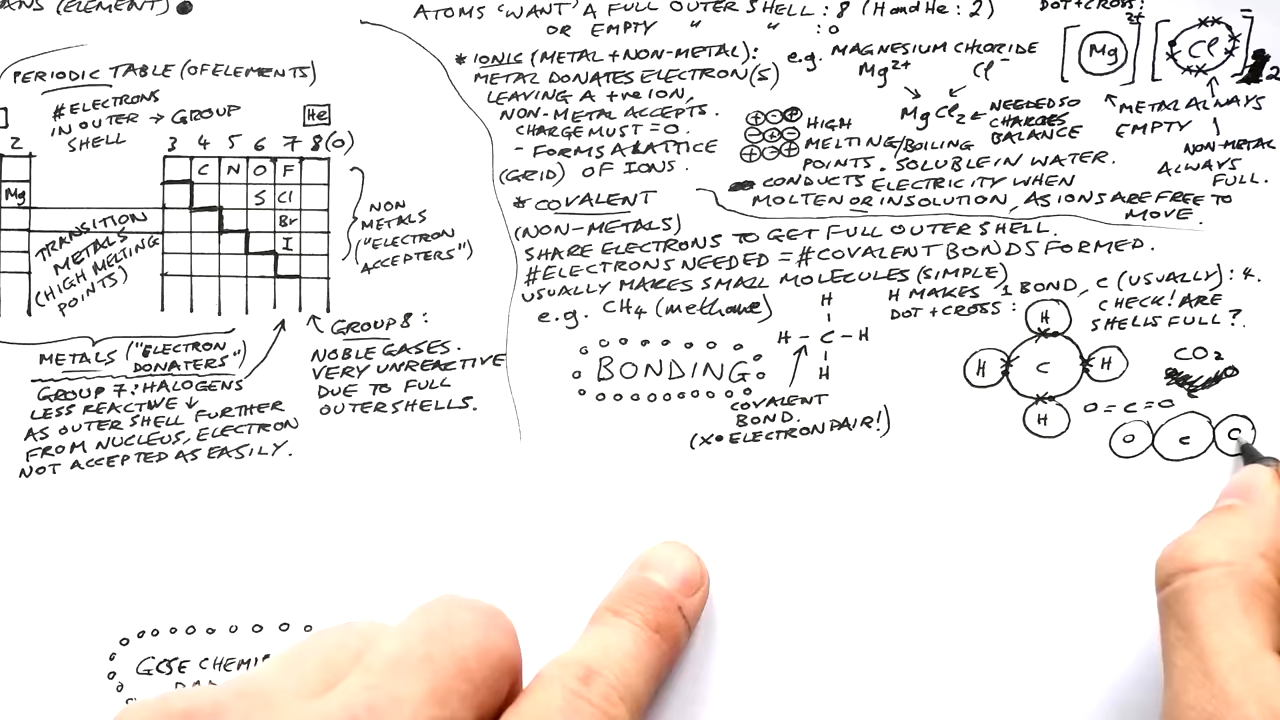 ANS (ELEMENT)
PERIODIC TABLE (OF ELEMENTS)
# ELECTRONS
IN OUTER → GROUP
SHELL
He
2 3 4 5 6 7 8(0)
C N O F
Mg S Cl
Br
I
TRANSITION
METALS
(HIGH MELTING
POINTS)
NON
METALS
("ELECTRON
ACCEPTERS")
METALS ("ELECTRON
DONATERS")
GROUP 7: HALOGENS
LESS REACTIVE ↓
AS OUTER SHELL FURTHER
FROM NUCLEUS, ELECTRON
NOT ACCEPTED AS EASILY.
GROUP 8:
NOBLE GASES.
VERY UNREACTIVE
DUE TO FULL
OUTER SHELLS.
ATOMS 'WANT' A FULL OUTER SHELL: 8 (H and He: 2)
OR EMPTY " " : 0
* IONIC (METAL + NON-METAL):
METAL DONATES ELECTRON(S)
LEAVING A +ve ION,
NON-METAL ACCEPTS.
CHARGE MUST = 0.
- FORMS A LATTICE
(GRID) OF IONS.
e.g. MAGNESIUM CHLORIDE
Mg2+ Cl-
MgCl2 ← NEEDED SO
CHARGES
BALANCE
DOT + CROSS:
[Mg]2+ [Cl]- 2
METAL ALWAYS
EMPTY
NON-METAL
ALWAYS
FULL.
+ - +
- + -
+ - +
HIGH
MELTING/BOILING
POINTS. SOLUBLE IN WATER.
CONDUCTS ELECTRICITY WHEN
MOLTEN OR IN SOLUTION, AS IONS ARE FREE TO
MOVE.
* COVALENT
(NON-METALS)
SHARE ELECTRONS TO GET FULL OUTER SHELL.
# ELECTRONS NEEDED = # COVALENT BONDS FORMED.
USUALLY MAKES SMALL MOLECULES (SIMPLE)
H MAKES 1 BOND, C (USUALLY): 4.
e.g. CH4 (methane)
H
H - C - H
H
COVALENT
BOND.
(X• ELECTRON PAIR!)
BONDING
DOT + CROSS:
H
H C H
H
CHECK! ARE
SHELLS FULL?
CO2
O = C = O
O C
GCSE CHEMIS